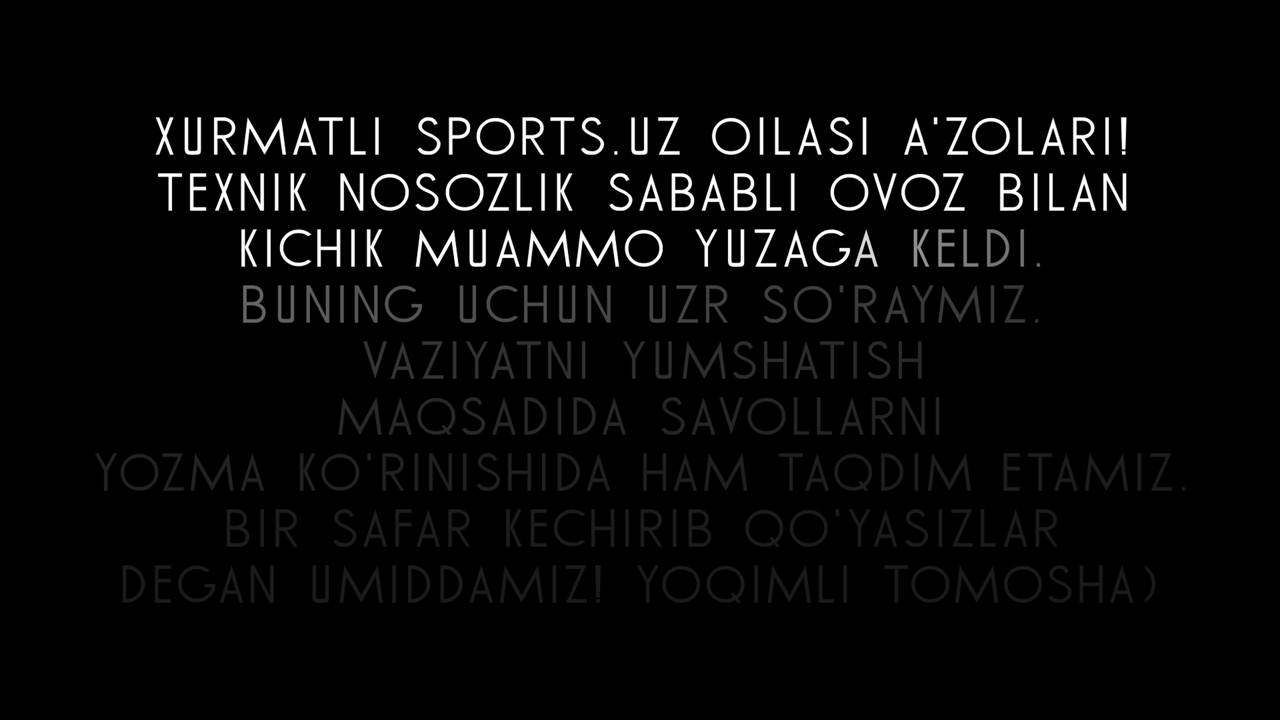 XURMATLI SPORTS.UZ OILASI A'ZOLARI!
TEXNIK NOSOZLIK SABABLI OVOZ BILAN
KICHIK MUAMMO YUZAGA KELDI.
BUNING UCHUN UZR SO'RAYMIZ.
VAZIYATNI YUMSHATISH
MAQSADIDA SAVOLLARNI
YOZMA KO'RINISHIDA HAM TAQDIM ETAMIZ.
BIR SAFAR KECHIRIB QO'YASIZLAR
DEGAN UMIDDAMIZ! YOQIMLI TOMOSHA)